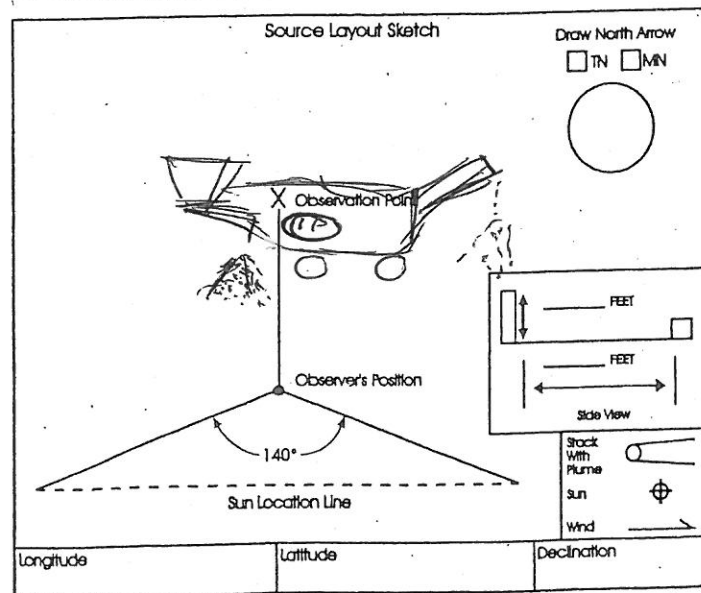 Source Layout Sketch
Draw North Arrow
TN MN
X Observation Point
FEET
FEET
Side View
Observer's Position
140°
Sun Location Line
Stack
With
Plume
Sun
Wind
Longitude
Latitude
Declination